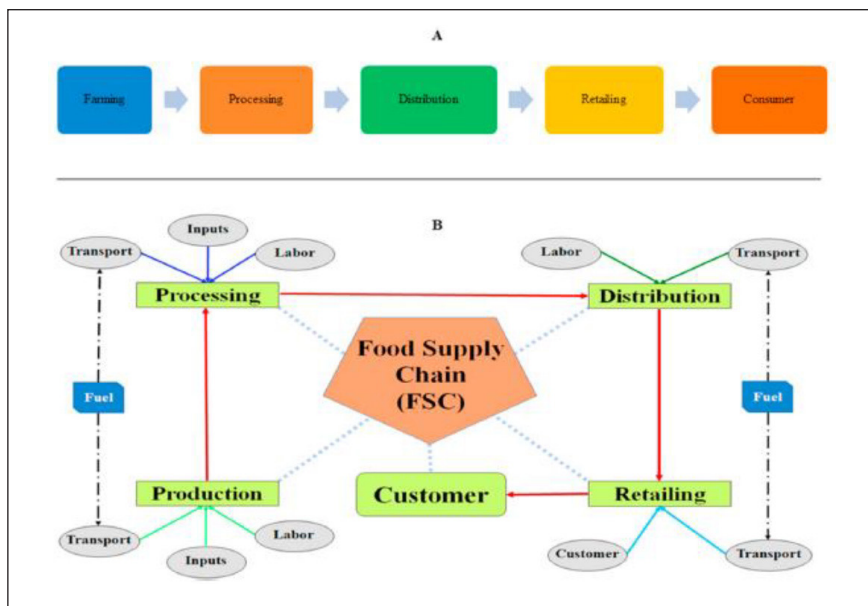 A
Farming
Processing
Distribution
Retailing
Consumer
B
Inputs
Transport
Labor
Labor
Transport
Processing
Distribution
Food Supply
Chain
(FSC)
Fuel
Fuel
Production
Customer
Retailing
Transport
Labor
Inputs
Customer
Transport